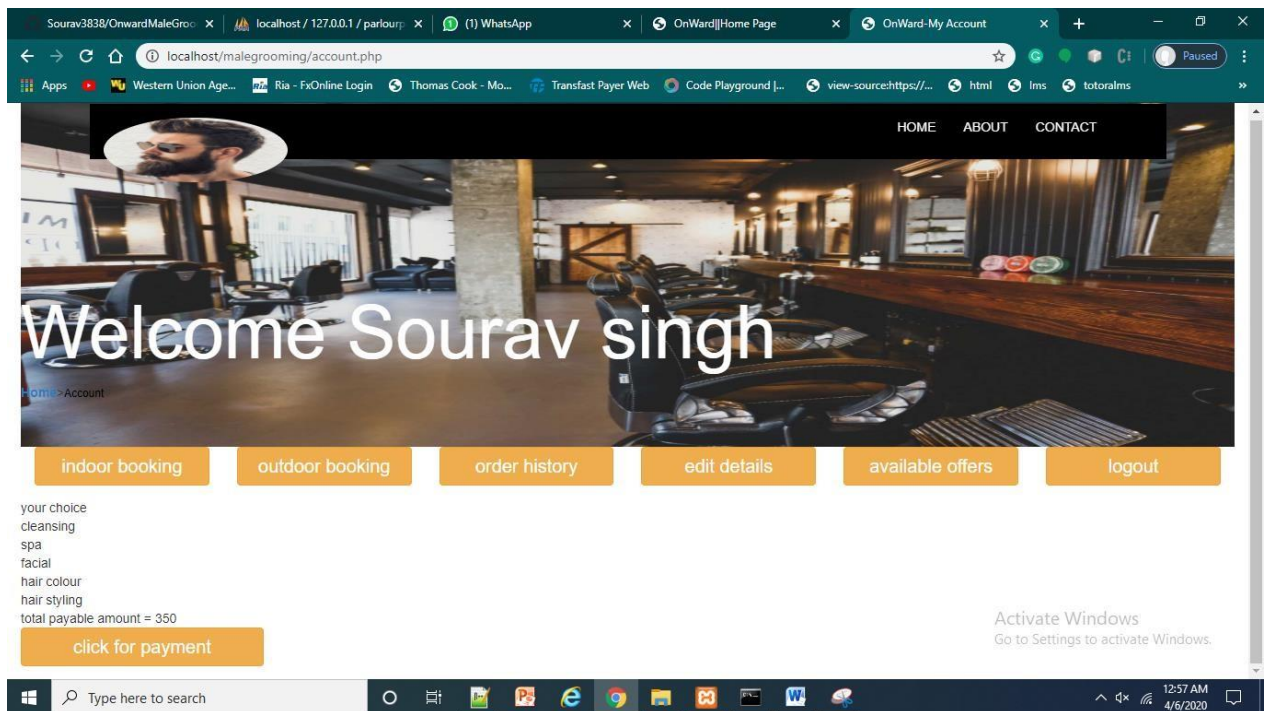 Sourav3838/OnwardMaleGroo
localhost / 127.0.0.1 / parlourp
(1) WhatsApp
OnWard||Home Page
OnWard-My Account
localhost/malegrooming/account.php
Paused
Apps
Western Union Age...
Ria - FxOnline Login
Thomas Cook - Mo...
Transfast Payer Web
Code Playground |...
view-source:https://...
html
lms
totoralms
»
HOME ABOUT CONTACT
Welcome Sourav singh
Home>Account
indoor booking
outdoor booking
order history
edit details
available offers
logout
your choice
cleansing
spa
facial
hair colour
hair styling
total payable amount = 350
click for payment
Activate Windows
Go to Settings to activate Windows.
Type here to search
12:57 AM
4/6/2020